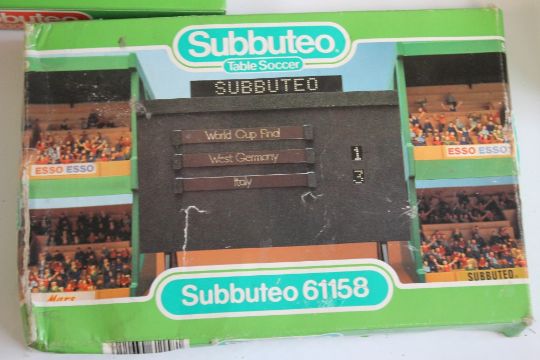 Subbuteo
Table Soccer
SUBBUTEO
World Cup Final
West Germany 1
Italy 3
ESSO ESSO
ESSO ESSO
Mars
SUBBUTEO
Subbuteo 61158